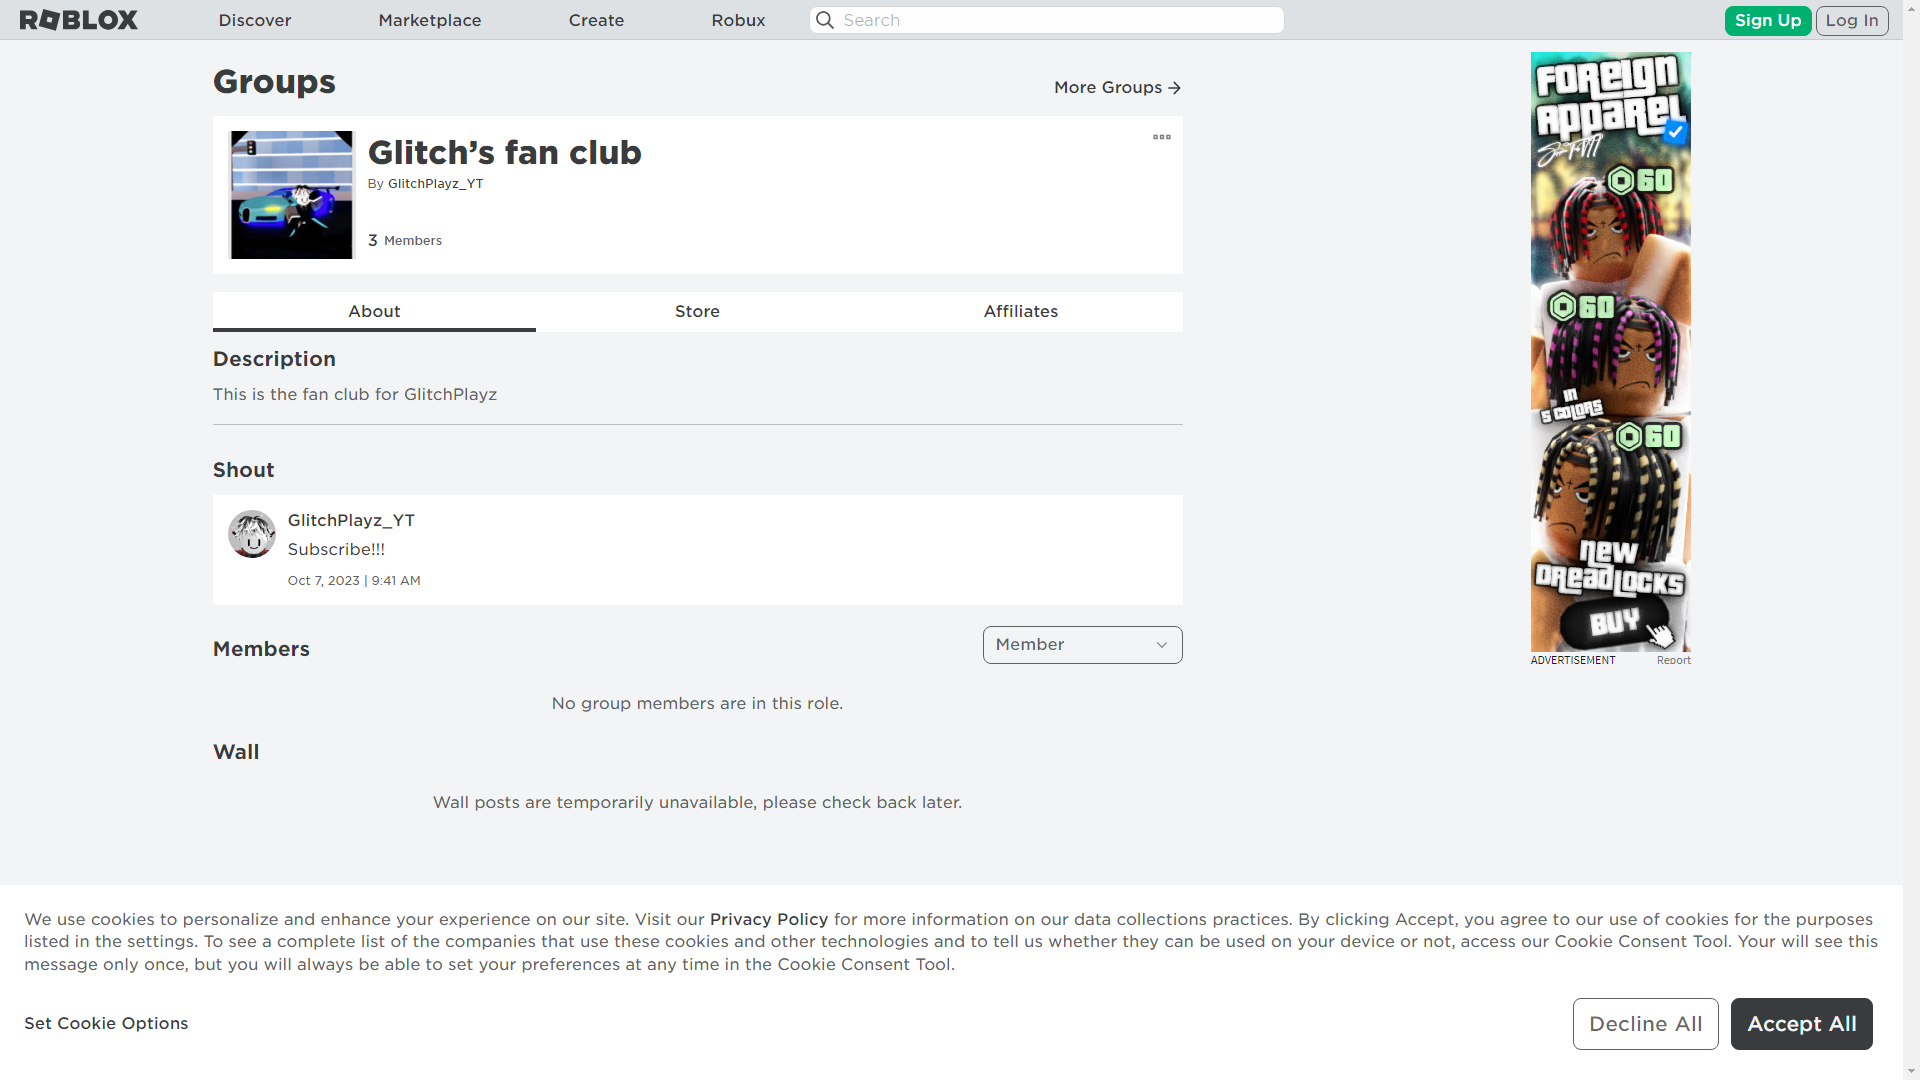 ROBLOX
Discover
Marketplace
Create
Robux
Search
Sign Up
Log In
Groups
More Groups
Glitch’s fan club
By GlitchPlayz_YT
3 Members
About
Store
Affiliates
Description
This is the fan club for GlitchPlayz
Shout
GlitchPlayz_YT
Subscribe!!!
Oct 7, 2023 | 9:41 AM
Members
Member
No group members are in this role.
Wall
Wall posts are temporarily unavailable, please check back later.
FOREIGN
APPAREL
60
60
IN
5 COLORS
60
NEW
DREADLOCKS
BUY
ADVERTISEMENT
Report
We use cookies to personalize and enhance your experience on our site. Visit our Privacy Policy for more information on our data collections practices. By clicking Accept, you agree to our use of cookies for the purposes
listed in the settings. To see a complete list of the companies that use these cookies and other technologies and to tell us whether they can be used on your device or not, access our Cookie Consent Tool. Your will see this
message only once, but you will always be able to set your preferences at any time in the Cookie Consent Tool.
Set Cookie Options
Decline All
Accept All